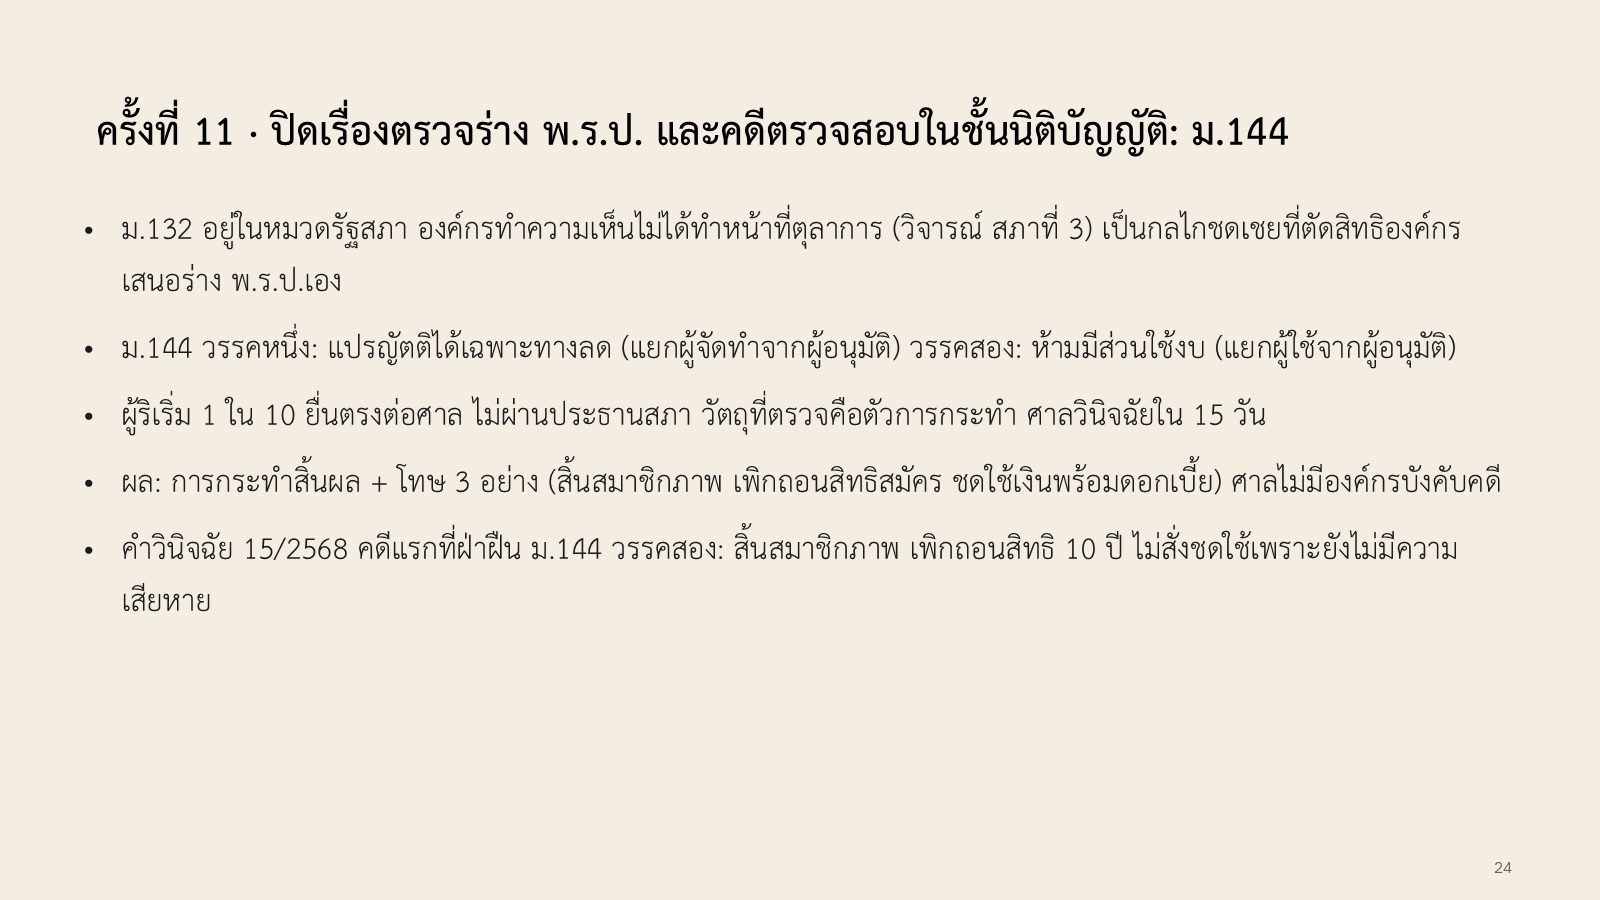 ครั้งที่ 11 · ปิดเรื่องตรวจร่าง พ.ร.ป. และคดีตรวจสอบในชั้นนิติบัญญัติ: ม.144
• ม.132 อยู่ในหมวดรัฐสภา องค์กรทำความเห็นไม่ได้ทำหน้าที่ตุลาการ (วิจารณ์ สภาที่ 3) เป็นกลไกชดเชยที่ตัดสิทธิองค์กร
เสนอร่าง พ.ร.ป.เอง
• ม.144 วรรคหนึ่ง: แปรญัตติได้เฉพาะทางลด (แยกผู้จัดทำจากผู้อนุมัติ) วรรคสอง: ห้ามมีส่วนใช้งบ (แยกผู้ใช้จากผู้อนุมัติ)
• ผู้ริเริ่ม 1 ใน 10 ยื่นตรงต่อศาล ไม่ผ่านประธานสภา วัตถุที่ตรวจคือตัวการกระทำ ศาลวินิจฉัยใน 15 วัน
• ผล: การกระทำสิ้นผล + โทษ 3 อย่าง (สิ้นสมาชิกภาพ เพิกถอนสิทธิสมัคร ชดใช้เงินพร้อมดอกเบี้ย) ศาลไม่มีองค์กรบังคับคดี
• คำวินิจฉัย 15/2568 คดีแรกที่ฝ่าฝืน ม.144 วรรคสอง: สิ้นสมาชิกภาพ เพิกถอนสิทธิ 10 ปี ไม่สั่งชดใช้เพราะยังไม่มีความ
เสียหาย
24